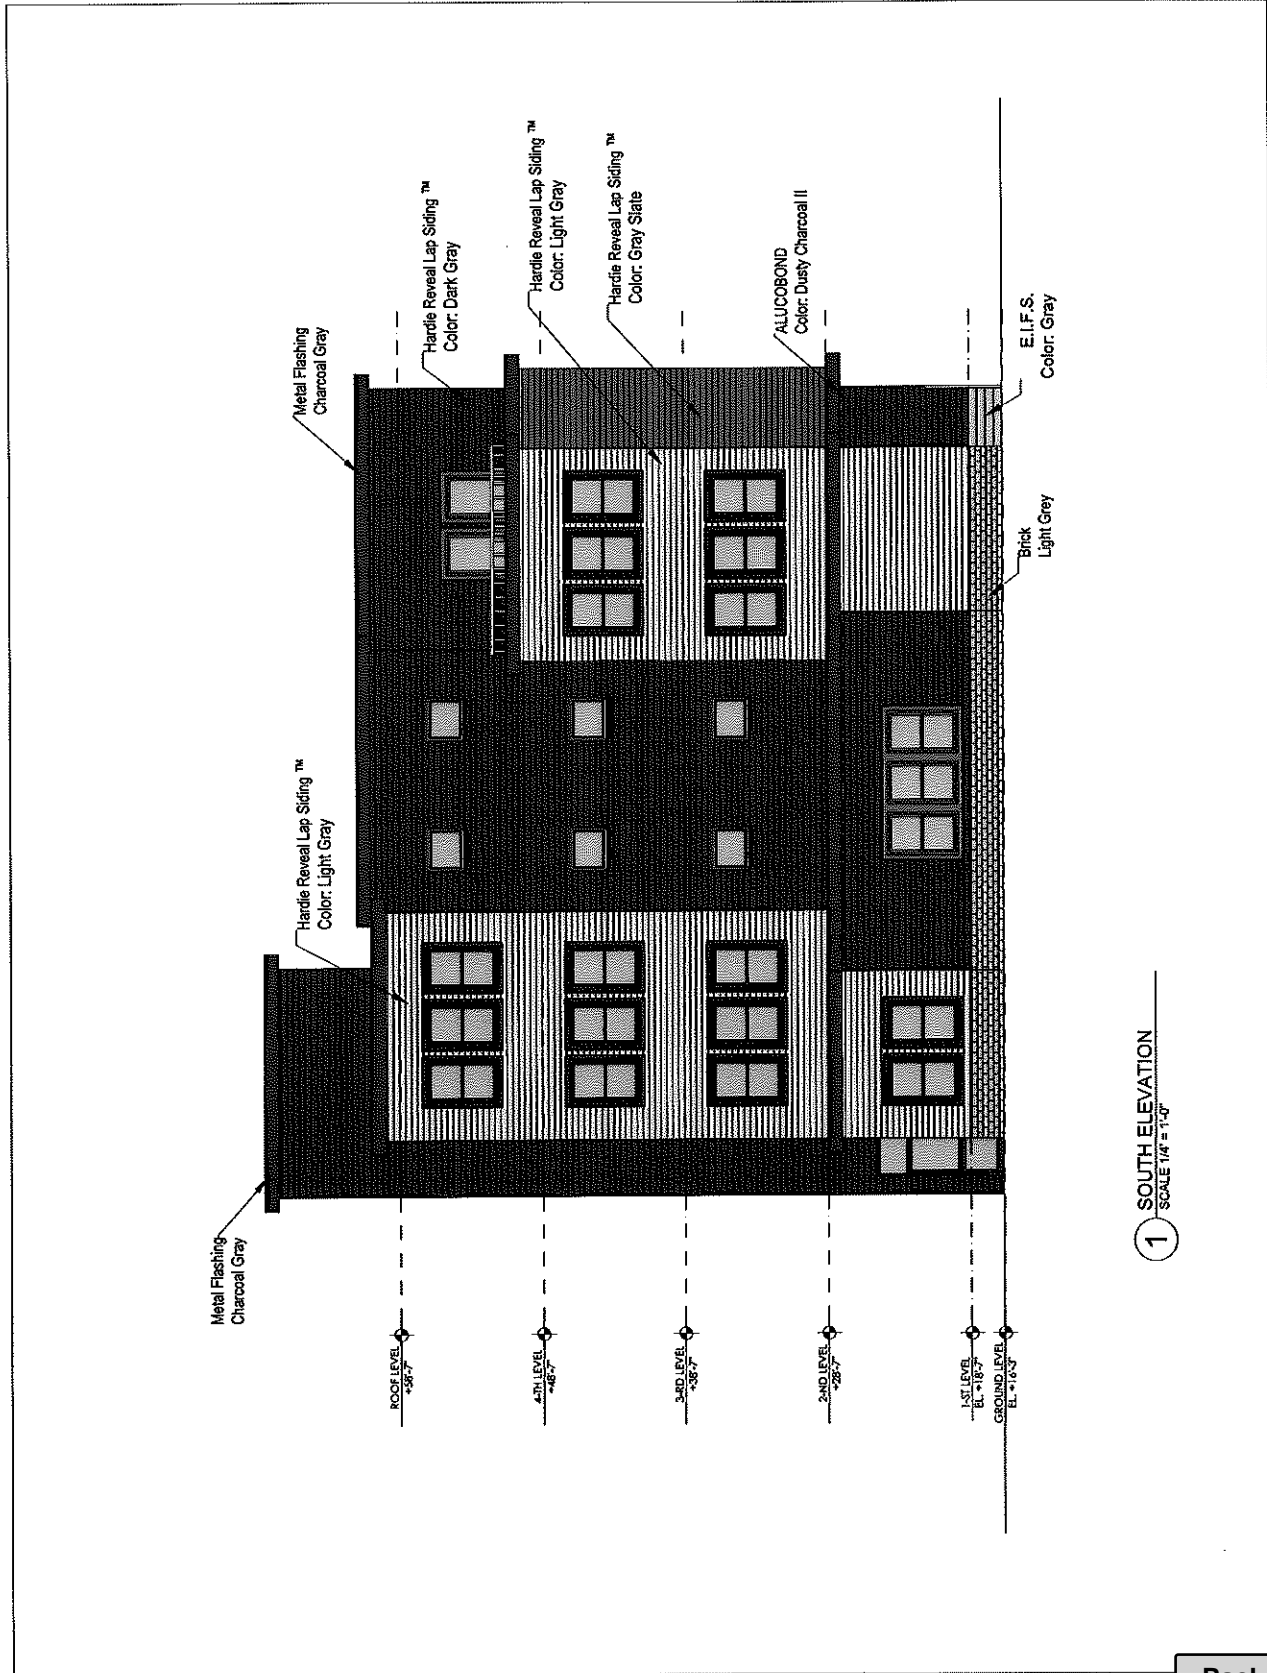 Metal Flashing
Charcoal Gray
Hardie Reveal Lap Siding ™
Color: Light Gray
Metal Flashing
Charcoal Gray
Hardie Reveal Lap Siding ™
Color: Dark Gray
Hardie Reveal Lap Siding ™
Color: Light Gray
Hardie Reveal Lap Siding ™
Color: Gray Slate
ALUCOBOND
Color: Dusty Charcoal II
E.I.F.S.
Color: Gray
Brick
Light Grey
ROOF LEVEL
+58'-7"
4-TH LEVEL
+48'-7"
3-RD LEVEL
+38'-7"
2-ND LEVEL
+28'-7"
1-ST LEVEL
EL. +18'-7"
GROUND LEVEL
EL. +16'-3"
1 SOUTH ELEVATION
SCALE 1/4" = 1'-0"